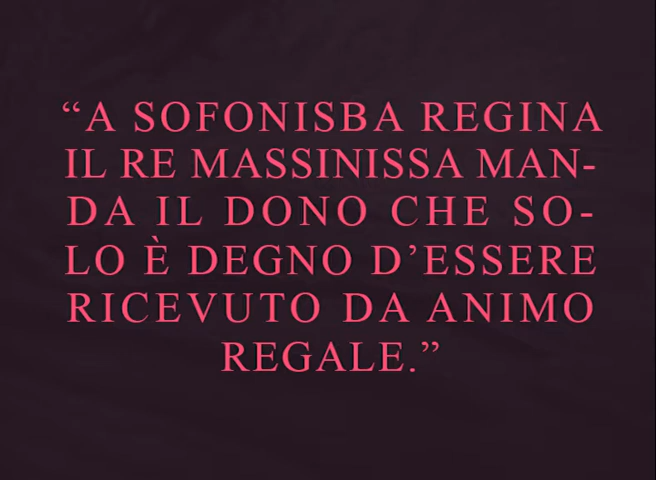 “A SOFONISBA REGINA
IL RE MASSINISSA MAN-
DA IL DONO CHE SO-
LO È DEGNO D’ESSERE
RICEVUTO DA ANIMO
REGALE.”